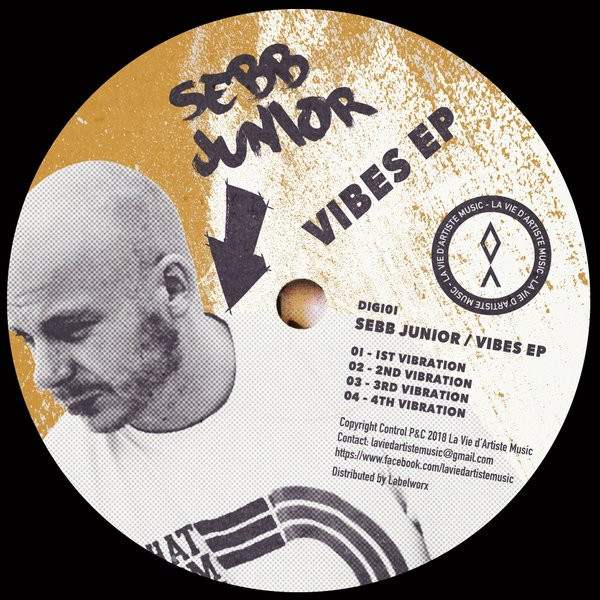 SEBB
JUNIOR
VIBES EP
LA VIE D'ARTISTE MUSIC - LA VIE D'ARTISTE MUSIC - LA VIE D'ARTISTE MUSIC -
DIGI01
SEBB JUNIOR / VIBES EP
01 - 1ST VIBRATION
02 - 2ND VIBRATION
03 - 3RD VIBRATION
04 - 4TH VIBRATION
Copyright Control P&C 2018 La Vie d'Artiste Music
Contact: laviedartistemusic@gmail.com
https://www.facebook.com/laviedartistemusic
Distributed by Labelworx